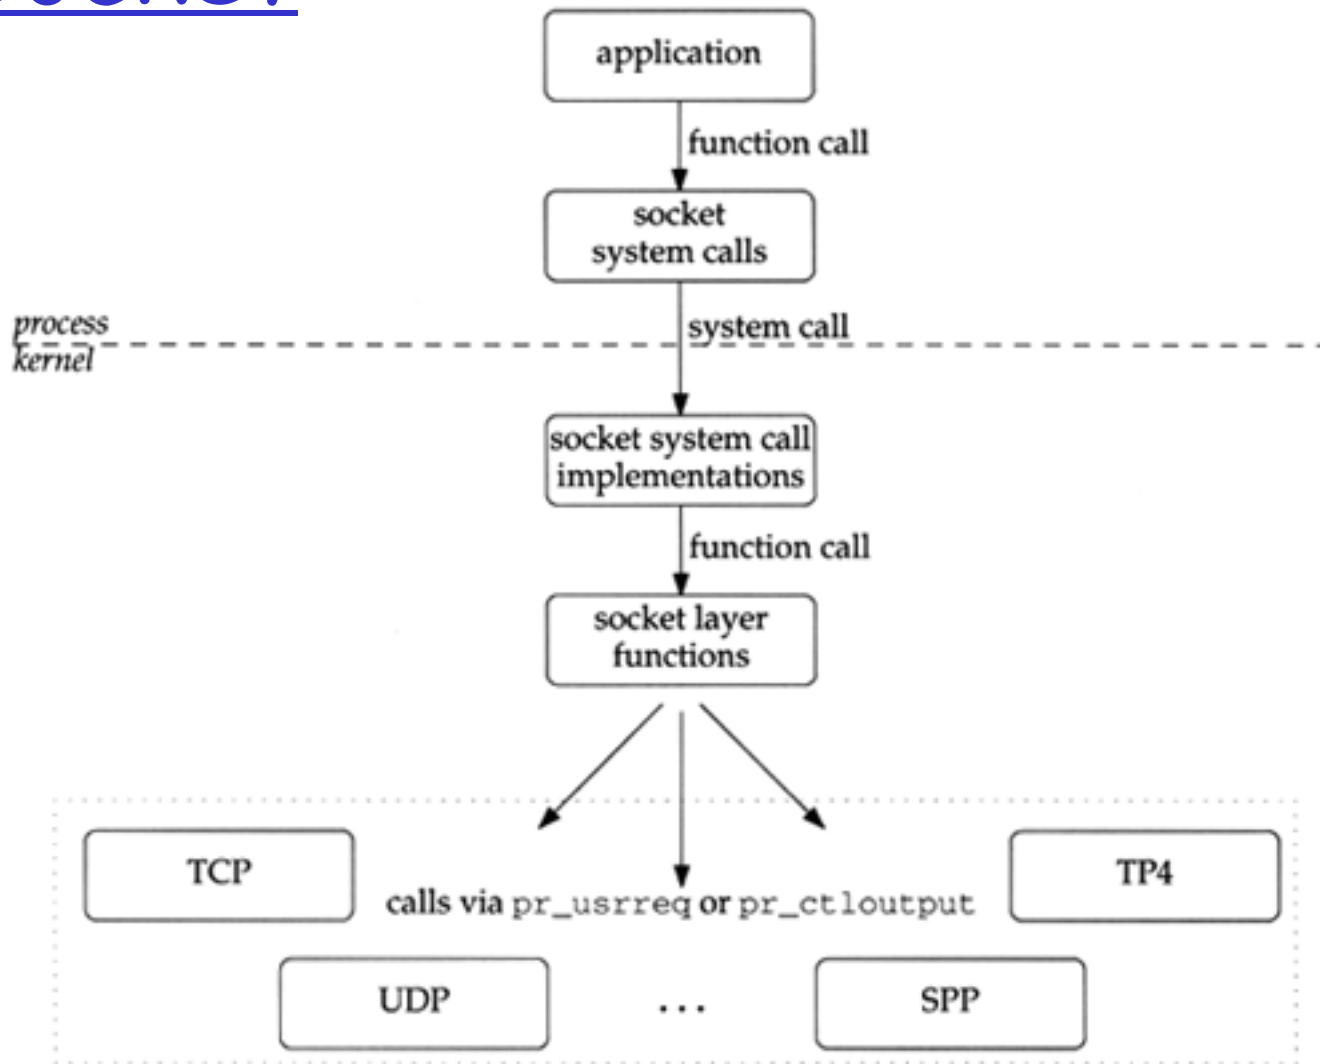 application
function call
socket
system calls
process
system call
kernel
socket system call
implementations
function call
socket layer
functions
TCP
TP4
calls via pr_usrreq or pr_ctloutput
UDP
...
SPP